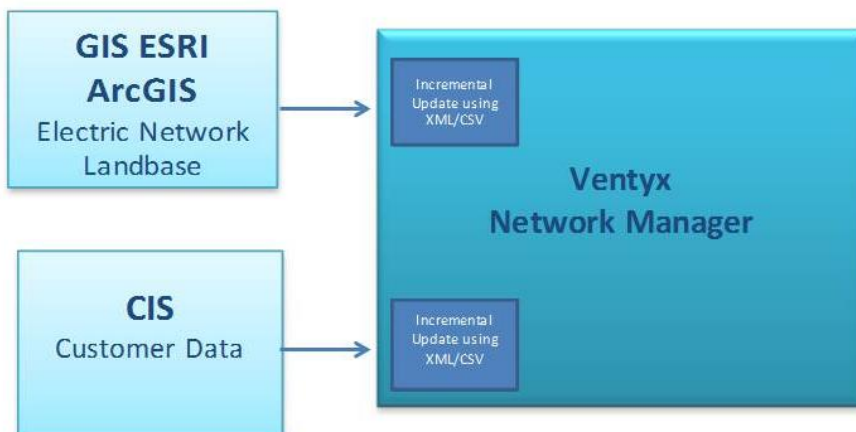 GIS ESRI
ArcGIS
Electric Network
Landbase
Incremental
Update using
XML/CSV
Ventyx
Network Manager
CIS
Customer Data
Incremental
Update using
XML/CSV